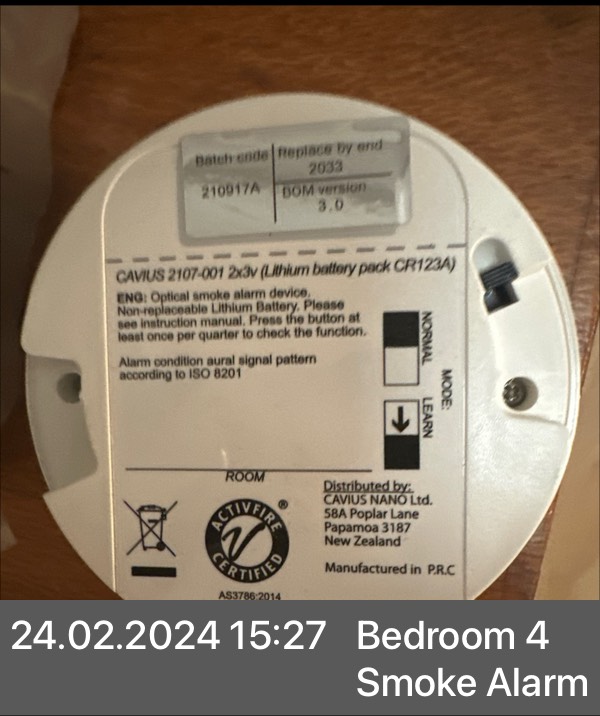 Batch code Replace by end
2033
210917A BOM version
3.0
CAVIUS 2107-001 2x3v (Lithium battery pack CR123A)
ENG: Optical smoke alarm device.
Non-replaceable Lithium Battery. Please
see instruction manual. Press the button at
least once per quarter to check the function.
Alarm condition aural signal pattern
according to ISO 8201
NORMAL
LEARN
MODE:
ROOM
ACTIVFIRE ®
CERTIFIED
AS3786:2014
Distributed by:
CAVIUS NANO Ltd.
58A Poplar Lane
Papamoa 3187
New Zealand
Manufactured in P.R.C
24.02.2024 15:27 Bedroom 4
Smoke Alarm